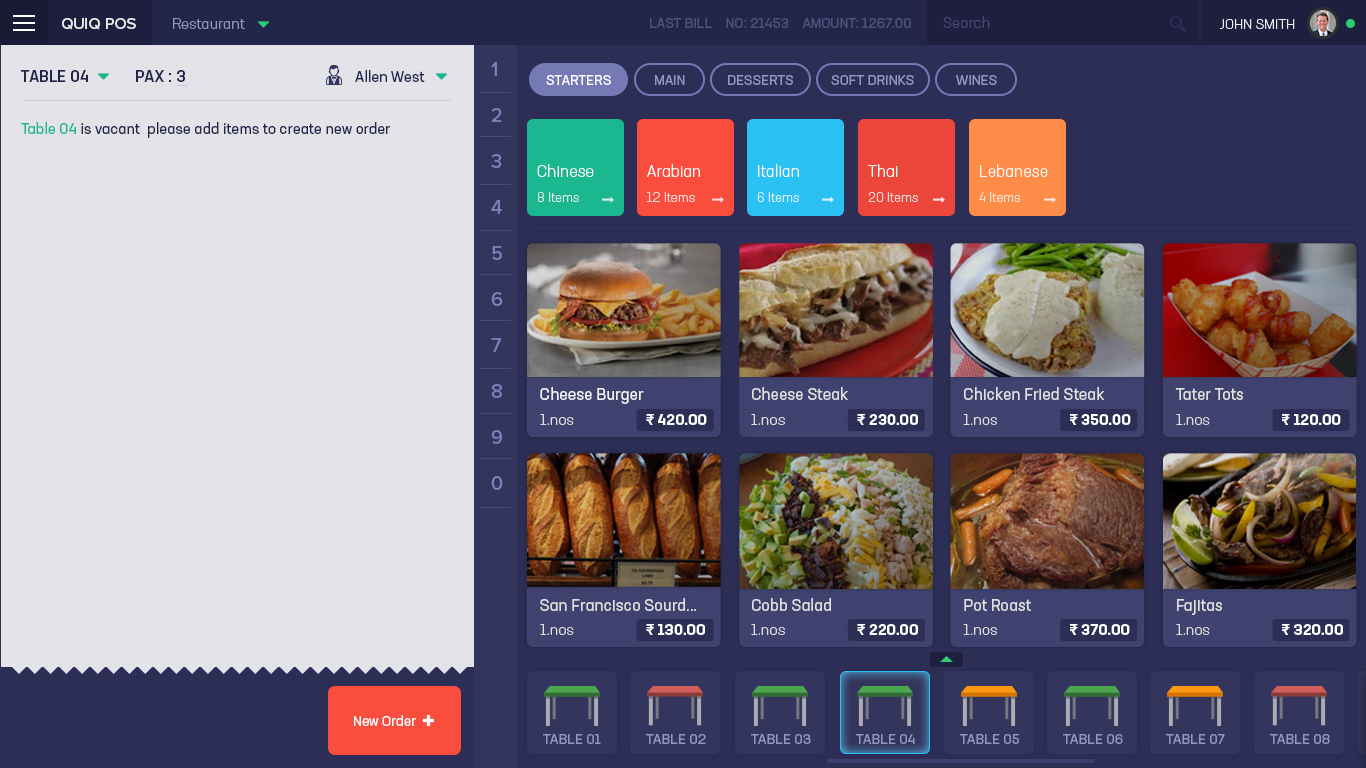 QUIQ POS
Restaurant
LAST BILL NO: 21453 AMOUNT: 1267.00
Search
JOHN SMITH
TABLE 04
PAX : 3
Allen West
Table 04 is vacant please add items to create new order
New Order +
1
2
3
4
5
6
7
8
9
0
STARTERS
MAIN
DESSERTS
SOFT DRINKS
WINES
Chinese
8 Items
Arabian
12 Items
Italian
6 Items
Thai
20 Items
Lebanese
4 Items
Cheese Burger
1.nos ₹ 420.00
Cheese Steak
1.nos ₹ 230.00
Chicken Fried Steak
1.nos ₹ 350.00
Tater Tots
1.nos ₹ 120.00
San Francisco Sourd...
1.nos ₹ 130.00
Cobb Salad
1.nos ₹ 220.00
Pot Roast
1.nos ₹ 370.00
Fajitas
1.nos ₹ 320.00
TABLE 01
TABLE 02
TABLE 03
TABLE 04
TABLE 05
TABLE 06
TABLE 07
TABLE 08